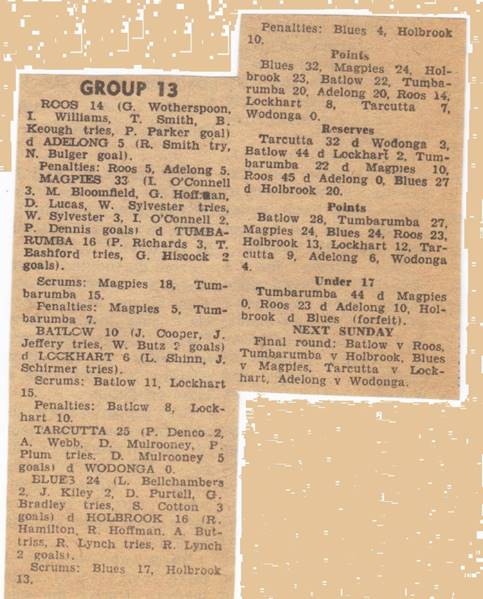 GROUP 13
ROOS 14 (G. Wotherspoon,
I. Williams, T. Smith, B.
Keough tries, P. Parker goal)
d ADELONG 5 (R. Smith try,
N. Bulger goal).
Penalties: Roos 5, Adelong 5.
MAGPIES 33 (I. O'Connell
3, M. Bloomfield, G. Hoffman,
D. Lucas, W. Sylvester tries,
W. Sylvester 3, I. O'Connell 2,
P. Dennis goals) d TUMBA-
RUMBA 16 (P. Richards 3, T.
Eashford tries, G. Hiscock 2
goals).
Scrums: Magpies 18, Tum-
barumba 15.
Penalties: Magpies 5, Tum-
barumba 7.
BATLOW 10 (J. Cooper, J.
Jeffery tries, W. Butz 2 goals)
d LOCKHART 6 (L. Shinn, J.
Schirmer tries).
Scrums: Batlow 11, Lockhart
15.
Penalties: Batlow 8, Lock-
hart 10.
TARCUTTA 25 (P. Denco 2,
A. Webb, D. Mulrooney, P.
Plum tries, D. Mulrooney 5
goals) d WODONGA 0.
BLUES 24 (L. Bellchambers
2, J. Kiley 2, D. Purtell, G.
Bradley tries, S. Cotton 3
goals) d HOLBROOK 16 (R.
Hamilton, R. Hoffman, A. But-
triss, R. Lynch tries, R. Lynch
2 goals).
Scrums: Blues 17, Holbrook
13.
Penalties: Blues 4, Holbrook
10.
Points
Blues 32, Magpies 24, Hol-
brook 23, Batlow 22, Tumba-
rumba 20, Adelong 20, Roos 14,
Lockhart 8, Tarcutta 7,
Wodonga 0.
Reserves
Tarcutta 32 d Wodonga 3,
Batlow 44 d Lockhart 2, Tum-
barumba 22 d Magpies 10,
Roos 45 d Adelong 0, Blues 27
d Holbrook 20.
Points
Batlow 28, Tumbarumba 27,
Magpies 24, Blues 24, Roos 23,
Holbrook 13, Lockhart 12, Tar-
cutta 9, Adelong 6, Wodonga
4.
Under 17
Tumbarumba 44 d Magpies
0, Roos 23 d Adelong 10, Hol-
brook d Blues (forfeit).
NEXT SUNDAY
Final round: Batlow v Roos,
Tumbarumba v Holbrook, Blues
v Magpies, Tarcutta v Lock-
hart, Adelong v Wodonga.